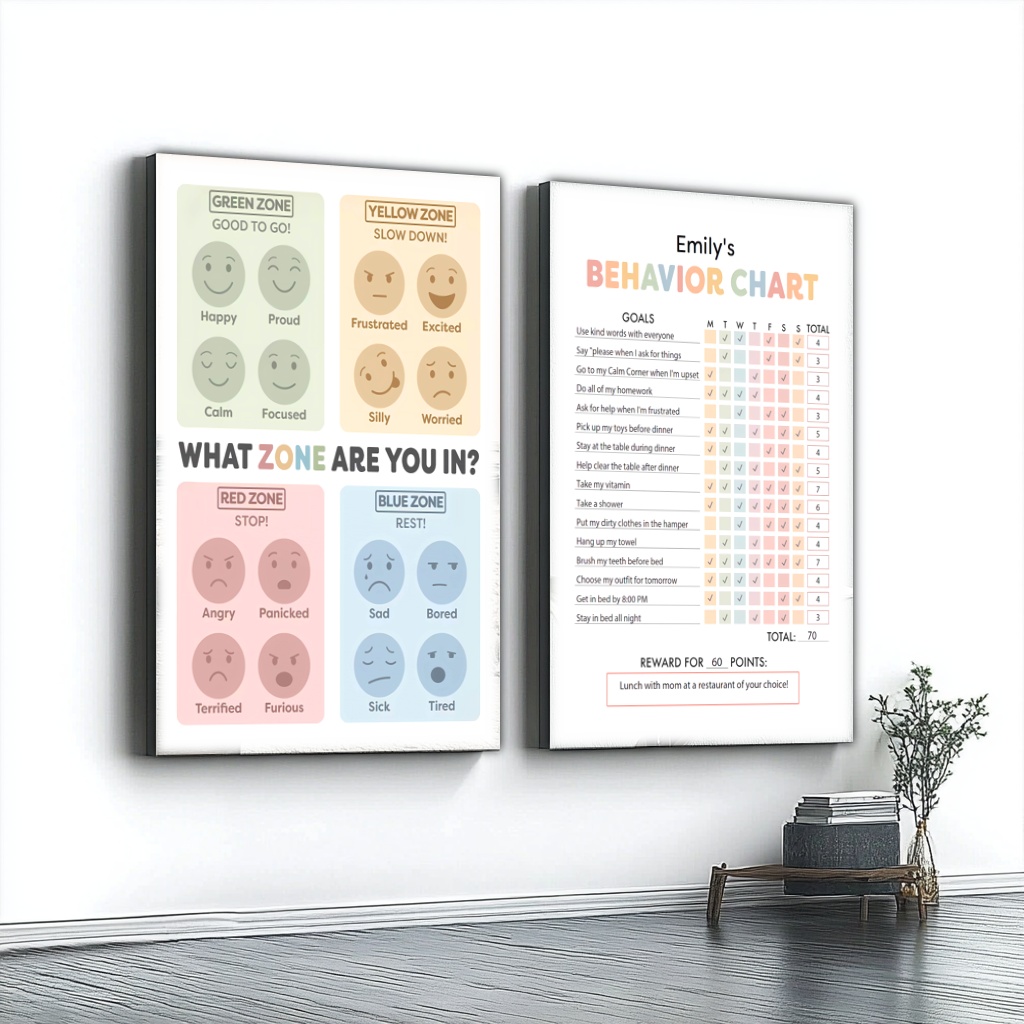 GREEN ZONE
GOOD TO GO!
Happy Proud
Calm Focused
YELLOW ZONE
SLOW DOWN!
Frustrated Excited
Silly Worried
WHAT ZONE ARE YOU IN?
RED ZONE
STOP!
Angry Panicked
Terrified Furious
BLUE ZONE
REST!
Sad Bored
Sick Tired
Emily's
BEHAVIOR CHART
GOALS M T W T F S S TOTAL
Use kind words with everyone ✓ ✓ ✓ ✓ 4
Say "please when I ask for things ✓ ✓ ✓ 3
Go to my Calm Corner when I'm upset ✓ ✓ ✓ 3
Do all of my homework ✓ ✓ ✓ ✓ 4
Ask for help when I'm frustrated ✓ ✓ ✓ 3
Pick up my toys before dinner ✓ ✓ ✓ ✓ ✓ 5
Stay at the table during dinner ✓ ✓ ✓ ✓ 4
Help clear the table after dinner ✓ ✓ ✓ ✓ ✓ 5
Take my vitamin ✓ ✓ ✓ ✓ ✓ ✓ ✓ 7
Take a shower ✓ ✓ ✓ ✓ ✓ ✓ 6
Put my dirty clothes in the hamper ✓ ✓ ✓ ✓ 4
Hang up my towel ✓ ✓ ✓ ✓ 4
Brush my teeth before bed ✓ ✓ ✓ ✓ ✓ ✓ ✓ 7
Choose my outfit for tomorrow ✓ ✓ ✓ ✓ 4
Get in bed by 8:00 PM ✓ ✓ ✓ ✓ 4
Stay in bed all night ✓ ✓ ✓ 3
TOTAL: 70
REWARD FOR 60 POINTS:
Lunch with mom at a restaurant of your choice!